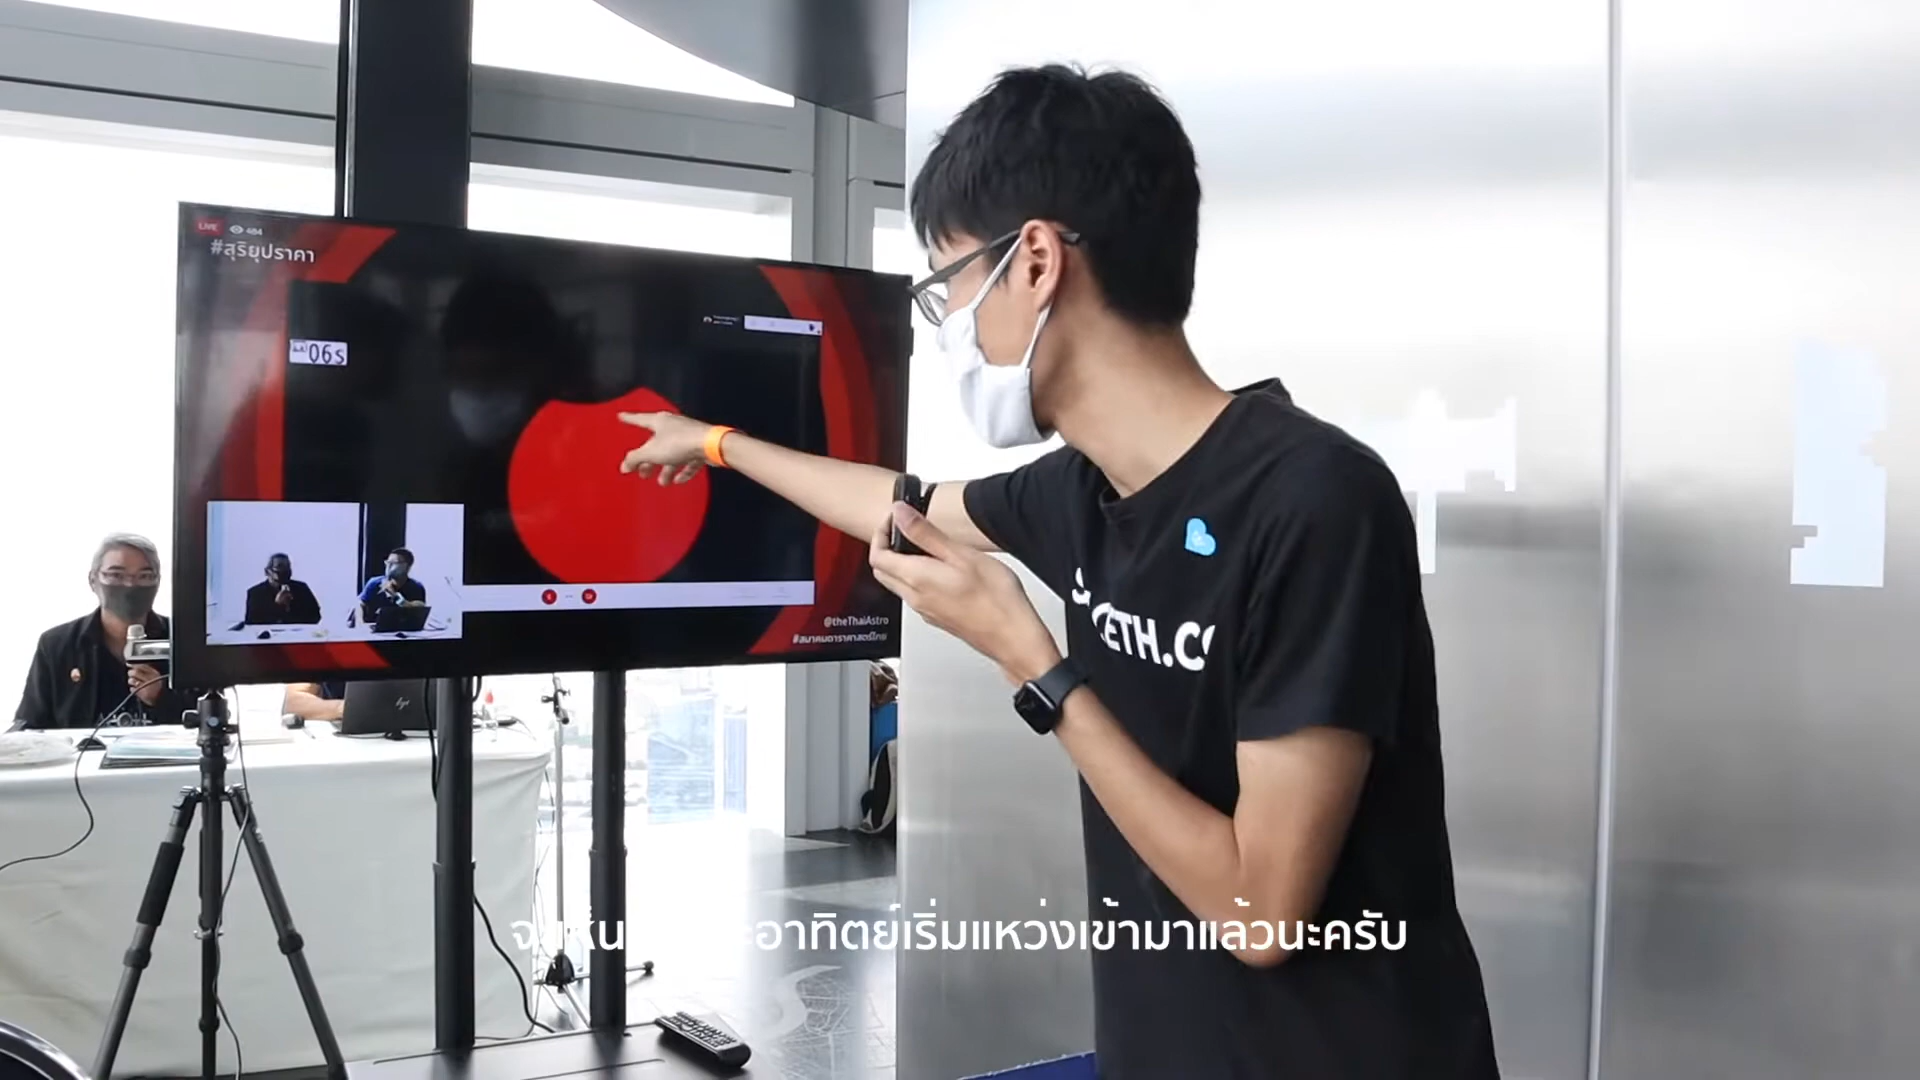 LIVE 484
#สุริยุปราคา
06s
@theThaiAstro
#สมาคมดาราศาสตร์ไทย
hp
ETH.C
อาทิตย์เริ่มแหว่งเข้ามาแล้วนะครับ